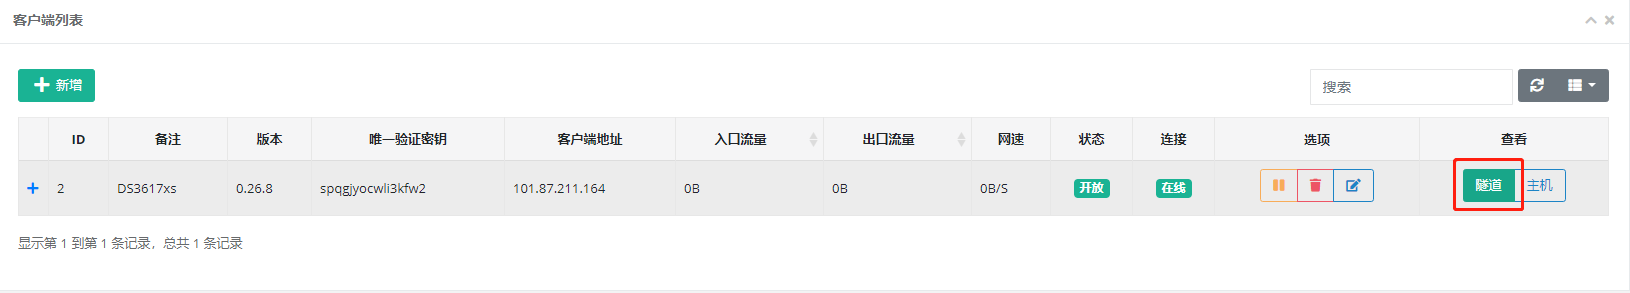 客户端列表
新增
搜索
ID 备注 版本 唯一验证密钥 客户端地址 入口流量 出口流量 网速 状态 连接 选项 查看
2 DS3617xs 0.26.8 spqgjyocwli3kfw2 101.87.211.164 0B 0B 0B/S 开放 在线 隧道 主机
显示第 1 到第 1 条记录，总共 1 条记录